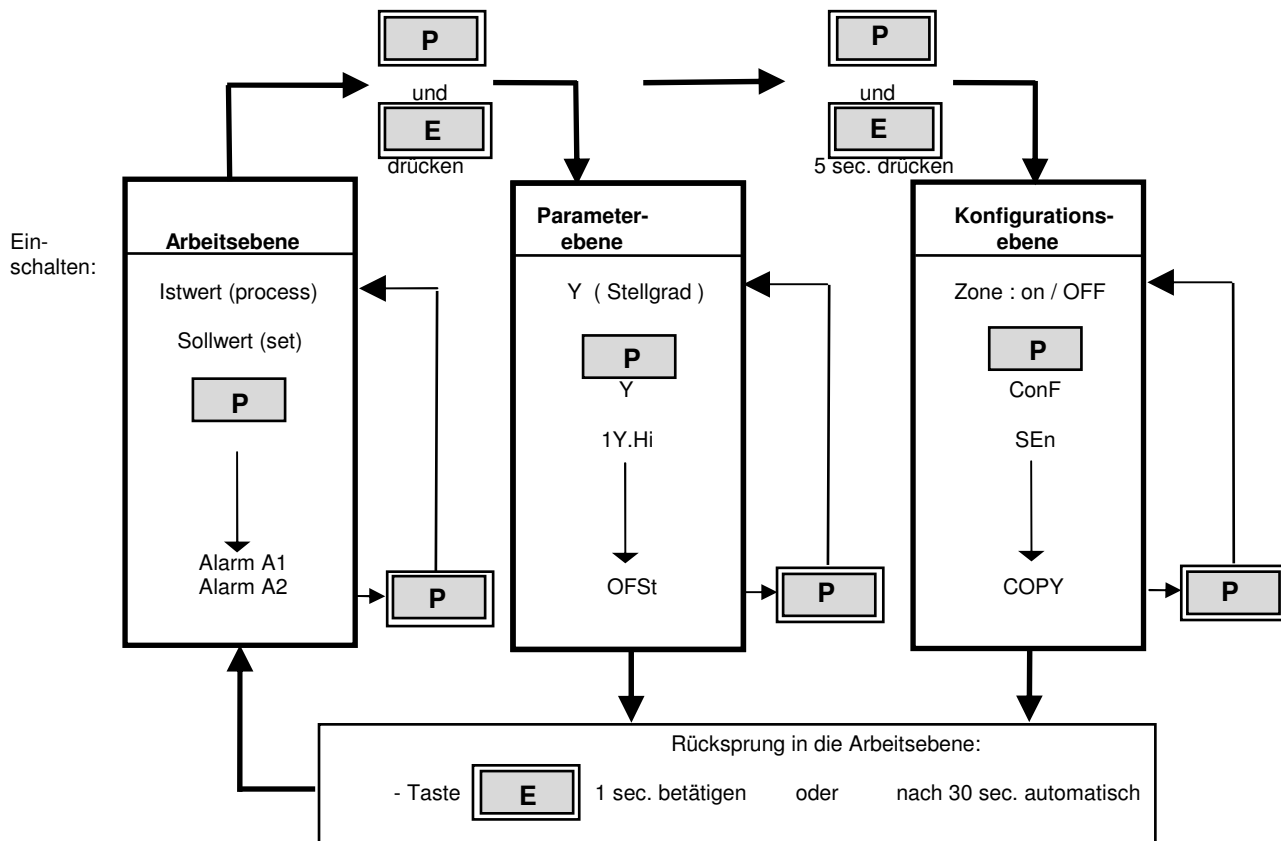 P
und
E
drücken
P
und
E
5 sec. drücken
Ein-
schalten:
Arbeitsebene
Istwert (process)
Sollwert (set)
P
Alarm A1
Alarm A2
P
Parameter-
ebene
Y ( Stellgrad )
P
Y
1Y.Hi
OFSt
P
Konfigurations-
ebene
Zone : on / OFF
P
ConF
SEn
COPY
P
Rücksprung in die Arbeitsebene:
- Taste E 1 sec. betätigen oder nach 30 sec. automatisch